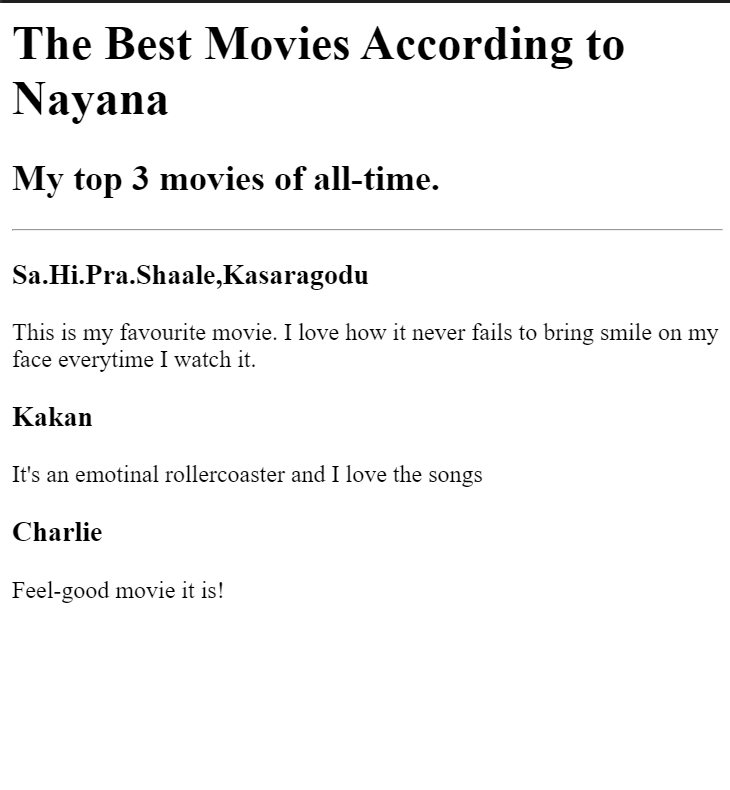 The Best Movies According to
Nayana
My top 3 movies of all-time.
Sa.Hi.Pra.Shaale,Kasaragodu
This is my favourite movie. I love how it never fails to bring smile on my
face everytime I watch it.
Kakan
It's an emotinal rollercoaster and I love the songs
Charlie
Feel-good movie it is!